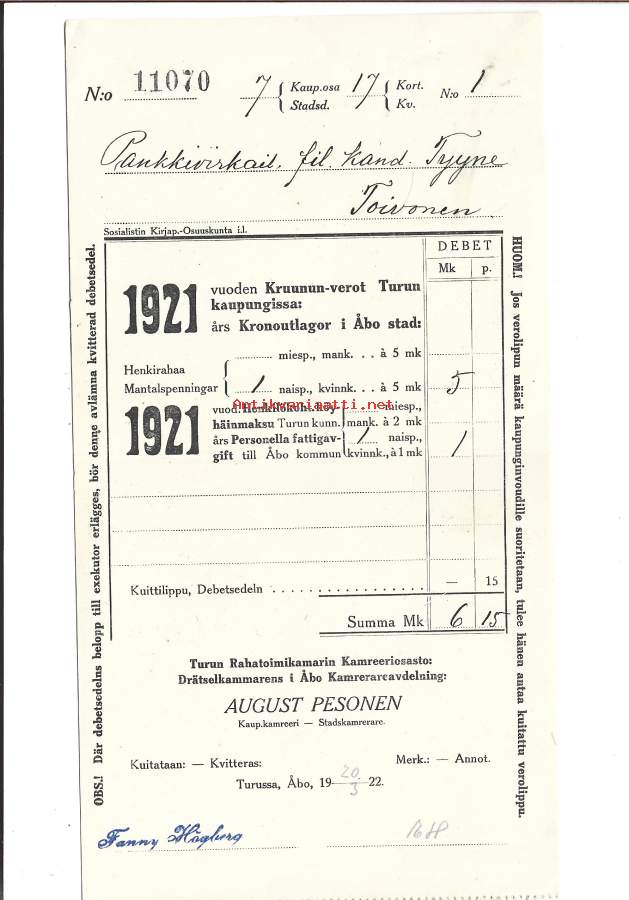 N:o 11070 7 { Kaup.osa Stadsd. 17 { Kort. Kv. N:o 1
Pankkivirkail. fil. kand. Tyyne
Toivonen
Sosialistin Kirjap.-Osuuskunta i.l.
DEBET
Mk p.
1921 vuoden Kruunun-verot Turun
kaupungissa:
års Kronoutlagor i Åbo stad:
Henkirahaa
Mantalspenningar
miesp., mank. . . à 5 mk
1 naisp., kvinnk. à 5 mk 5
Antikvariaatti.net
1921 vuod. Henkilökoht. köy-
häinmaksu Turun kunn.
års Personella fattigav-
gift till Åbo kommun
miesp.,
mank. à 2 mk
1 naisp.,
kvinnk., à 1 mk 1
Kuittilippu, Debetsedeln — 15
Summa Mk 6 15
Turun Rahatoimikamarin Kamreeriosasto:
Drätselkammarens i Åbo Kamrerareavdelning:
AUGUST PESONEN
Kaup.kamreeri — Stadskamrerare.
Kuitataan: — Kvitteras: Merk.: — Annot.
Turussa, Åbo, 19 20/3 22.
Fanny Högberg
OBS.! Där debetsedelns belopp till exekutor erlägges, bör denne avlämna kvitterad debetsedel.
HUOM.! Jos verolipun määrä kaupunginvoudille suoritetaan, tulee hänen antaa kuitattu verolippu.